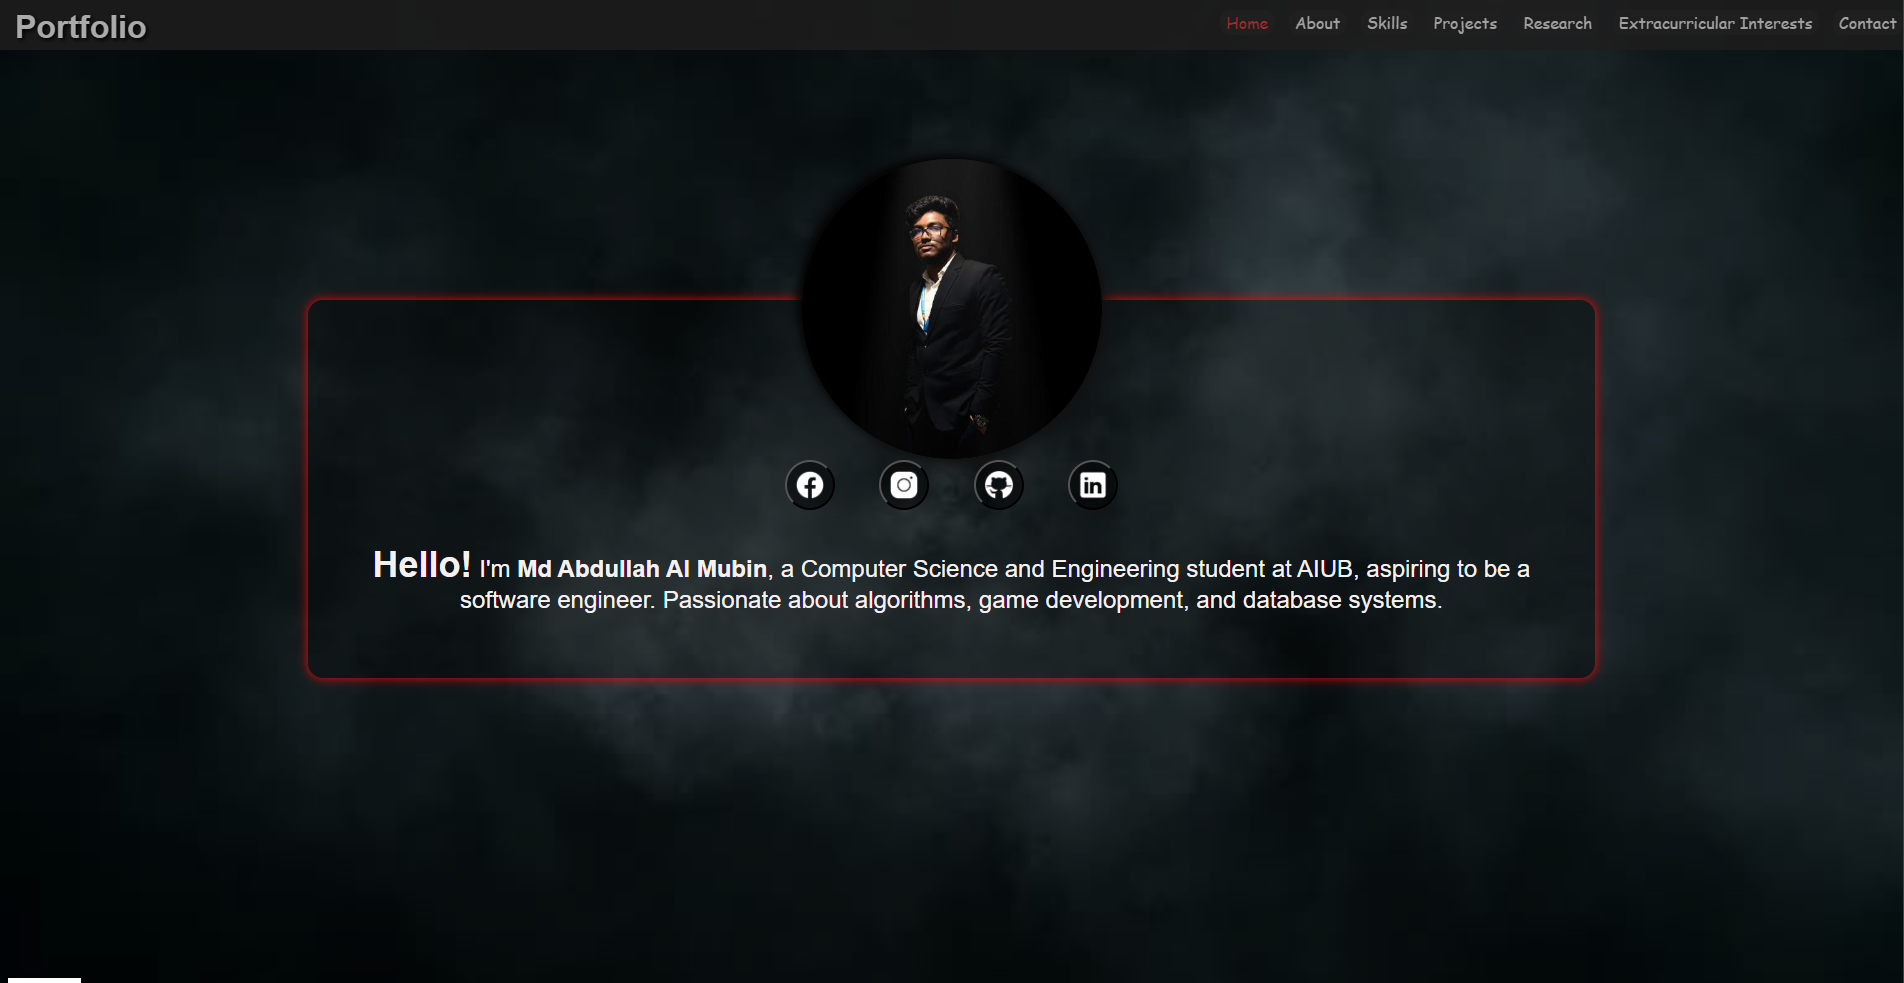 Portfolio
Home About Skills Projects Research Extracurricular Interests Contact
Hello! I'm Md Abdullah Al Mubin, a Computer Science and Engineering student at AIUB, aspiring to be a
software engineer. Passionate about algorithms, game development, and database systems.